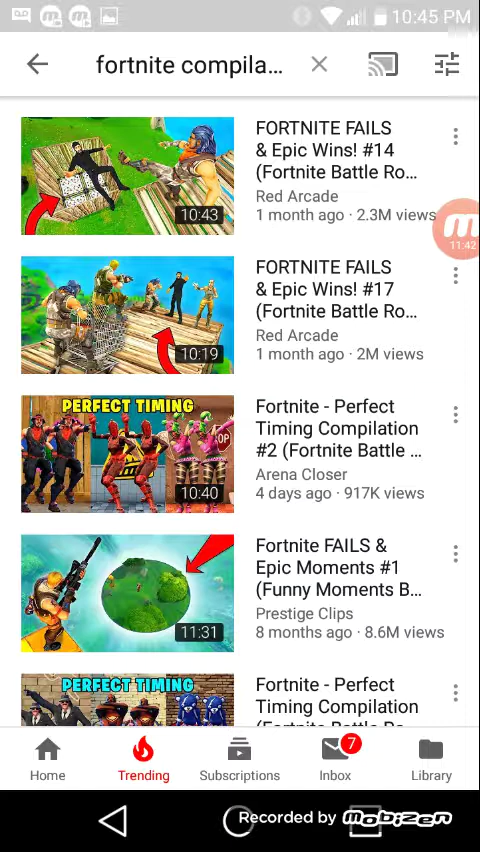 10:45 PM
fortnite compila...
FORTNITE FAILS
& Epic Wins! #14
(Fortnite Battle Ro...
Red Arcade
1 month ago · 2.3M views
10:43
11:42
FORTNITE FAILS
& Epic Wins! #17
(Fortnite Battle Ro...
Red Arcade
1 month ago · 2M views
10:19
PERFECT TIMING
10:40
Fortnite - Perfect
Timing Compilation
#2 (Fortnite Battle ...
Arena Closer
4 days ago · 917K views
Fortnite FAILS &
Epic Moments #1
(Funny Moments B...
Prestige Clips
8 months ago · 8.6M views
11:31
PERFECT TIMING
Fortnite - Perfect
Timing Compilation
(Fortnite Battle Ro
Home
Trending
Subscriptions
7
Inbox
Library
Recorded by Mobizen